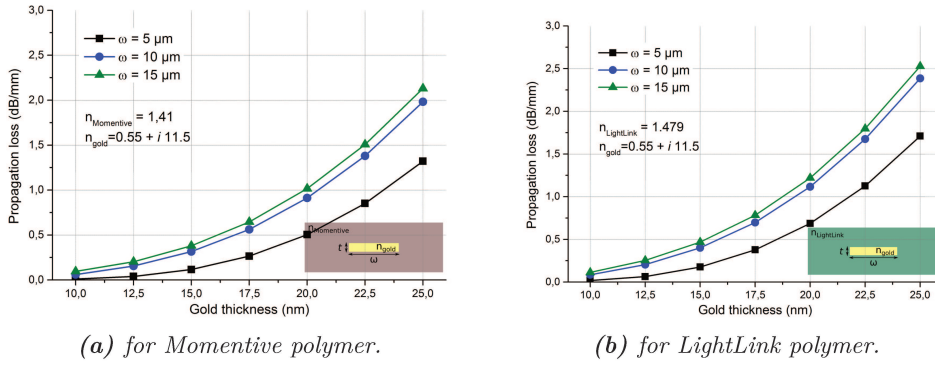 3,0
2,5
2,0
1,5
1,0
0,5
0,0
Propagation loss (dB/mm)
ω = 5 µm
ω = 10 µm
ω = 15 µm
nMomentive = 1,41
ngold=0.55 + i 11.5
nMomentive
t
ngold
ω
10,0 12,5 15,0 17,5 20,0 22,5 25,0
Gold thickness (nm)
(a) for Momentive polymer.
3,0
2,5
2,0
1,5
1,0
0,5
0,0
Propagation loss (dB/mm)
ω = 5 µm
ω = 10 µm
ω = 15 µm
nLightLink = 1.479
ngold=0.55 + i 11.5
nLightLink
t
ngold
ω
10,0 12,5 15,0 17,5 20,0 22,5 25,0
Gold thickness (nm)
(b) for LightLink polymer.